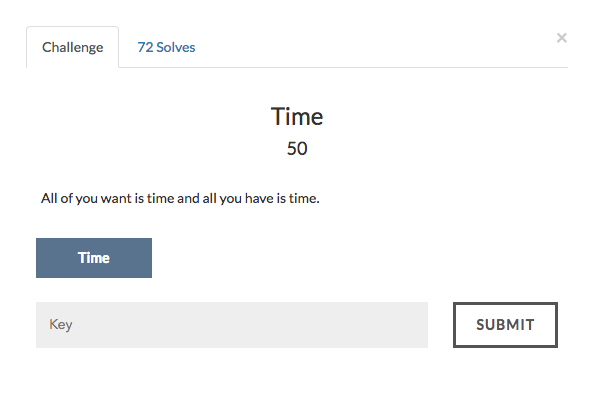 Challenge
72 Solves
×
Time
50
All of you want is time and all you have is time.
Time
Key
SUBMIT